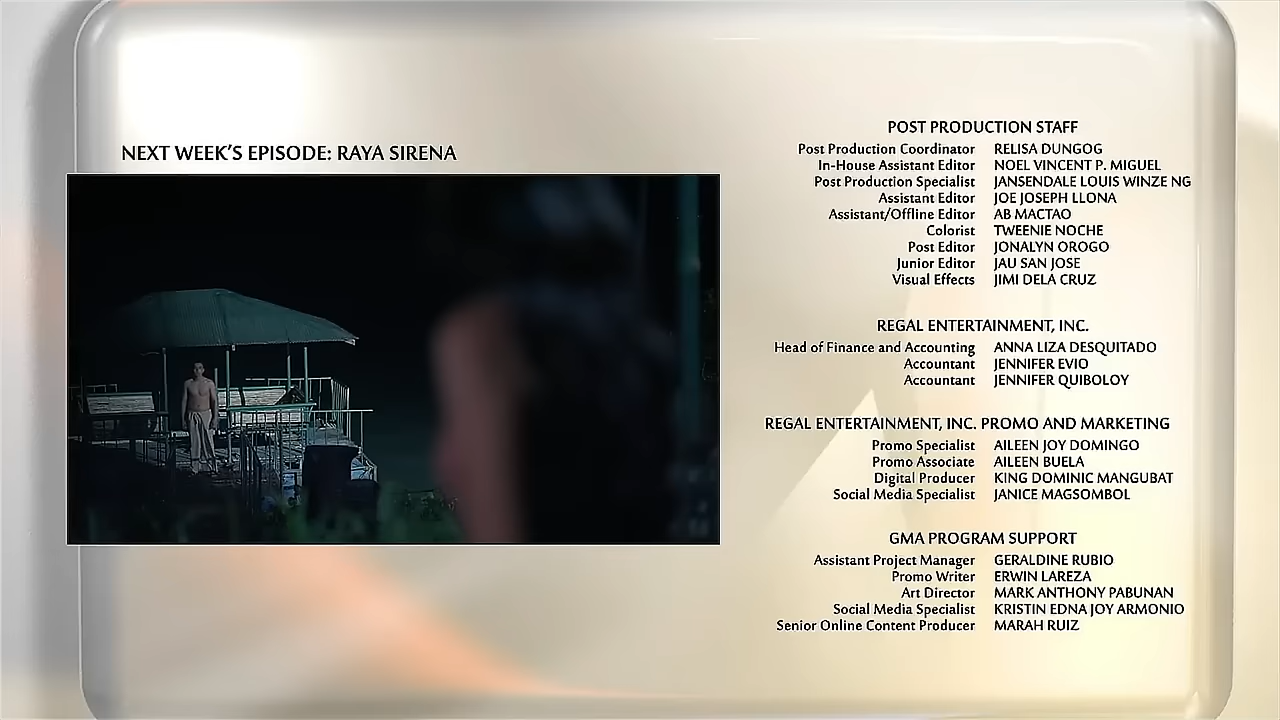 NEXT WEEK'S EPISODE: RAYA SIRENA
POST PRODUCTION STAFF
Post Production Coordinator RELISA DUNGOG
In-House Assistant Editor NOEL VINCENT P. MIGUEL
Post Production Specialist JANSENDALE LOUIS WINZE NG
Assistant Editor JOE JOSEPH LLONA
Assistant/Offline Editor AB MACTAO
Colorist TWEENIE NOCHE
Post Editor JONALYN OROGO
Junior Editor JAU SAN JOSE
Visual Effects JIMI DELA CRUZ
REGAL ENTERTAINMENT, INC.
Head of Finance and Accounting ANNA LIZA DESQUITADO
Accountant JENNIFER EVIO
Accountant JENNIFER QUIBOLOY
REGAL ENTERTAINMENT, INC. PROMO AND MARKETING
Promo Specialist AILEEN JOY DOMINGO
Promo Associate AILEEN BUELA
Digital Producer KING DOMINIC MANGUBAT
Social Media Specialist JANICE MAGSOMBOL
GMA PROGRAM SUPPORT
Assistant Project Manager GERALDINE RUBIO
Promo Writer ERWIN LAREZA
Art Director MARK ANTHONY PABUNAN
Social Media Specialist KRISTIN EDNA JOY ARMONIO
Senior Online Content Producer MARAH RUIZ